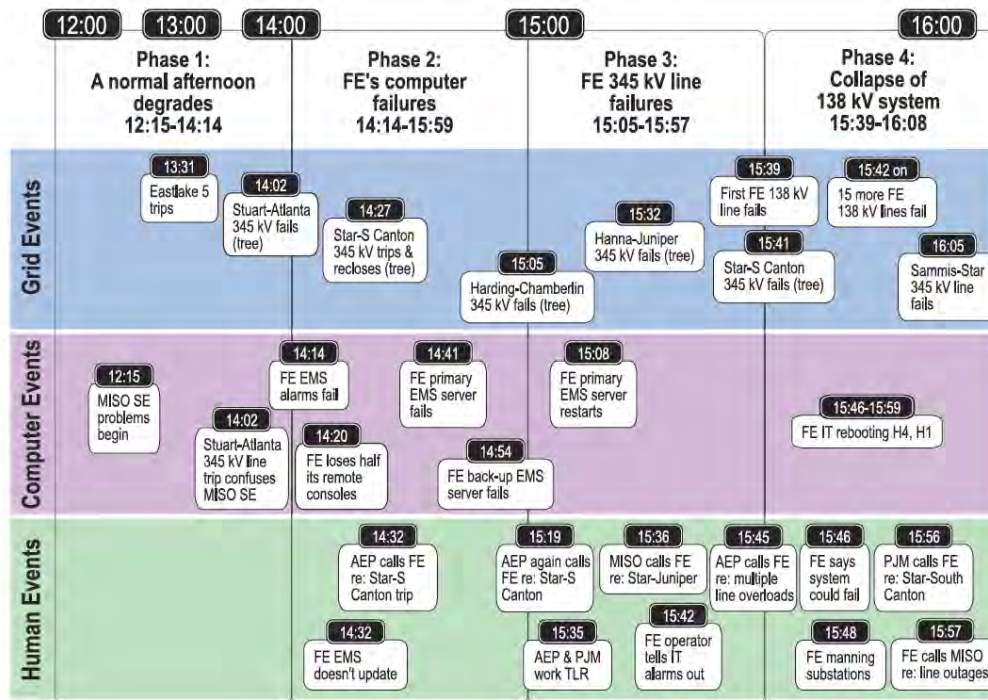 12:00
13:00
14:00
15:00
16:00
Phase 1:
A normal afternoon
degrades
12:15-14:14
Phase 2:
FE's computer
failures
14:14-15:59
Phase 3:
FE 345 kV line
failures
15:05-15:57
Phase 4:
Collapse of
138 kV system
15:39-16:08
Grid Events
13:31
Eastlake 5
trips
14:02
Stuart-Atlanta
345 kV fails
(tree)
14:27
Star-S Canton
345 kV trips &
recloses (tree)
15:05
Harding-Chamberlin
345 kV fails (tree)
15:32
Hanna-Juniper
345 kV fails (tree)
15:39
First FE 138 kV
line fails
15:41
Star-S Canton
345 kV fails (tree)
15:42 on
15 more FE
138 kV lines fail
16:05
Sammis-Star
345 kV line
fails
Computer Events
12:15
MISO SE
problems
begin
14:02
Stuart-Atlanta
345 kV line
trip confuses
MISO SE
14:14
FE EMS
alarms fail
14:20
FE loses half
its remote
consoles
14:41
FE primary
EMS server
fails
14:54
FE back-up EMS
server fails
15:08
FE primary
EMS server
restarts
15:46-15:59
FE IT rebooting H4, H1
Human Events
14:32
AEP calls FE
re: Star-S
Canton trip
14:32
FE EMS
doesn't update
15:19
AEP again calls
FE re: Star-S
Canton
15:35
AEP & PJM
work TLR
15:36
MISO calls FE
re: Star-Juniper
15:42
FE operator
tells IT
alarms out
15:45
AEP calls FE
re: multiple
line overloads
15:46
FE says
system
could fail
15:48
FE manning
substations
15:56
PJM calls FE
re: Star-South
Canton
15:57
FE calls MISO
re: line outages